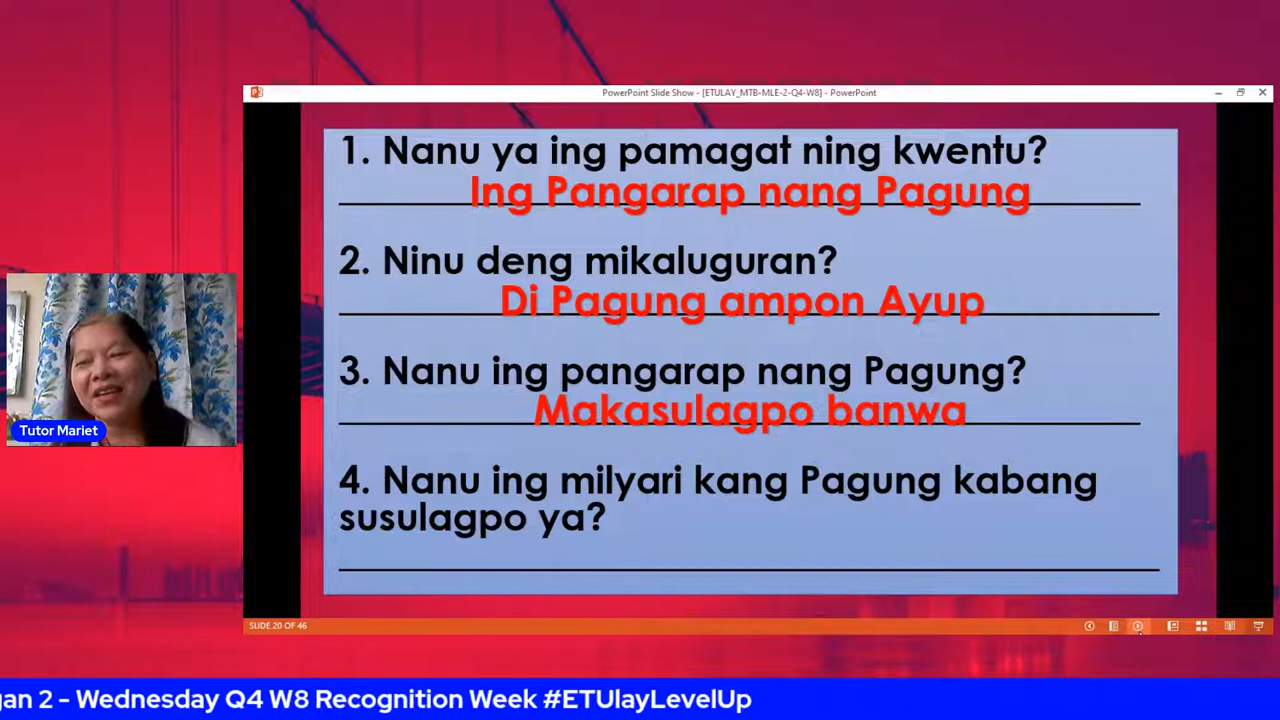 PowerPoint Slide Show - [ETULAY_MTB-MLE-2-Q4-W8] - PowerPoint
1. Nanu ya ing pamagat ning kwentu?
Ing Pangarap nang Pagung
2. Ninu deng mikaluguran?
Di Pagung ampon Ayup
3. Nanu ing pangarap nang Pagung?
Makasulagpo banwa
4. Nanu ing milyari kang Pagung kabang
susulagpo ya?
Tutor Mariet
SLIDE 20 OF 46
gan 2 - Wednesday Q4 W8 Recognition Week #ETUlayLevelUp